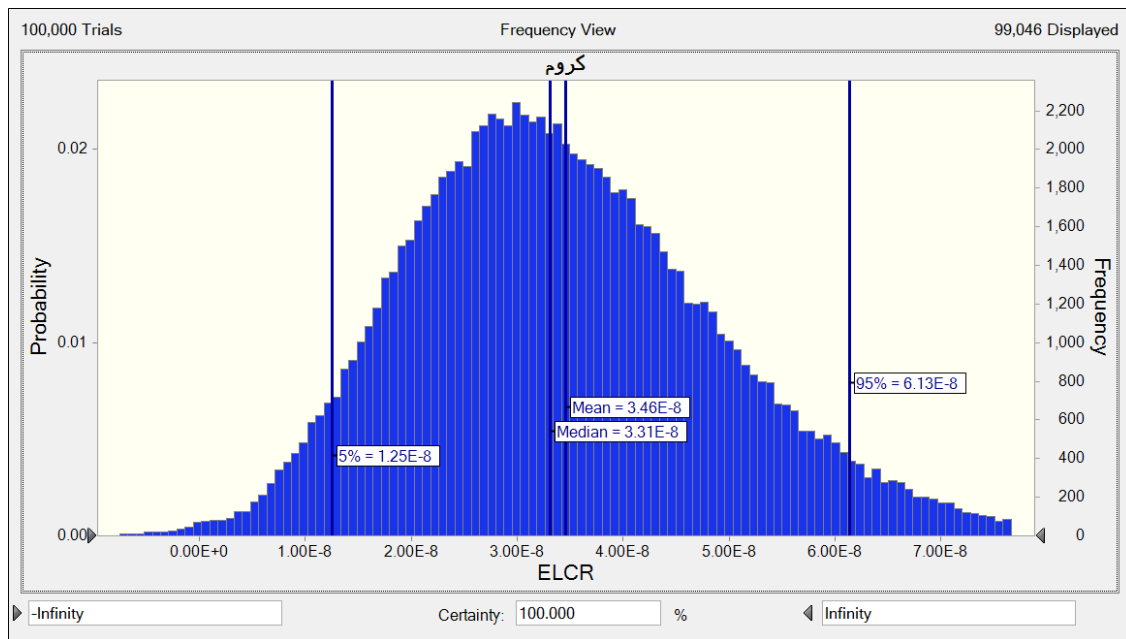 100,000 Trials Frequency View 99,046 Displayed
كروم
Probability
0.02
0.01
0.00
2,200
2,000
1,800
1,600
1,400
1,200
1,000
800
600
400
200
0
Frequency
95% = 6.13E-8
Mean = 3.46E-8
Median = 3.31E-8
5% = 1.25E-8
0.00E+0 1.00E-8 2.00E-8 3.00E-8 4.00E-8 5.00E-8 6.00E-8 7.00E-8
ELCR
-Infinity Certainty: 100.000 % Infinity